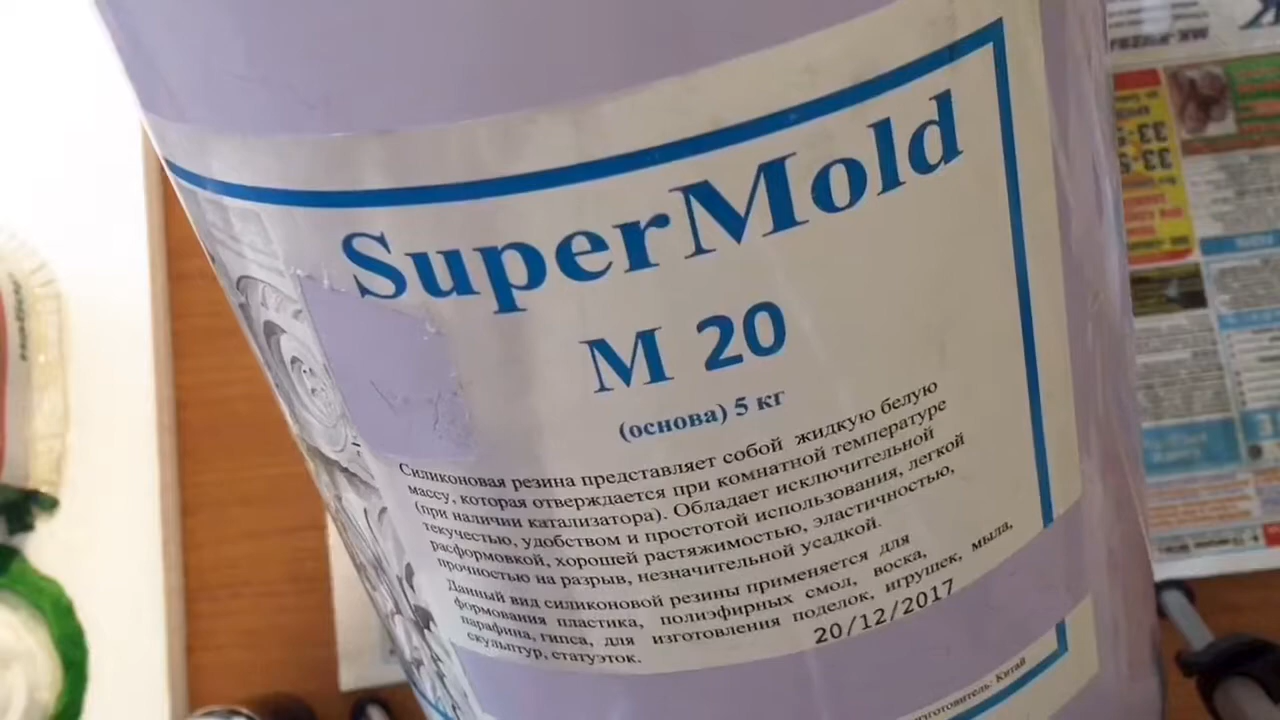 SuperMold
М 20
(основа) 5 кг
Силиконовая резина представляет собой жидкую белую
массу, которая отверждается при комнатной температуре
(при наличии катализатора). Обладает исключительной
текучестью, удобством и простотой использования, легкой
расформовкой, хорошей растяжимостью, эластичностью,
прочностью на разрыв, незначительной усадкой.
Данный вид силиконовой резины применяется для
формования пластика, полиэфирных смол, воска,
парафина, гипса, для изготовления поделок, игрушек, мыла,
скульптур, статуэток.
20/12/2017
Китай